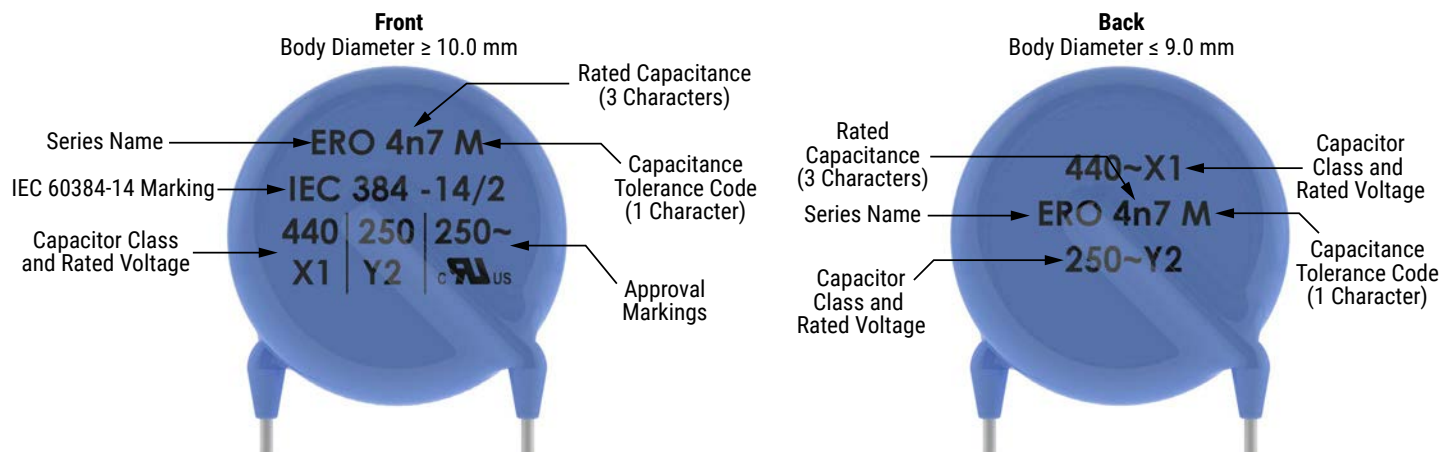 Front
Body Diameter ≥ 10.0 mm
Rated Capacitance
(3 Characters)
Series Name
IEC 60384-14 Marking
Capacitor Class
and Rated Voltage
Capacitance
Tolerance Code
(1 Character)
Approval
Markings
ERO 4n7 M
IEC 384 -14/2
440 250 250~
X1 Y2 C RU US
Back
Body Diameter ≤ 9.0 mm
Rated
Capacitance
(3 Characters)
Series Name
Capacitor
Class and
Rated Voltage
Capacitor
Class and
Rated Voltage
Capacitance
Tolerance Code
(1 Character)
440~X1
ERO 4n7 M
250~Y2